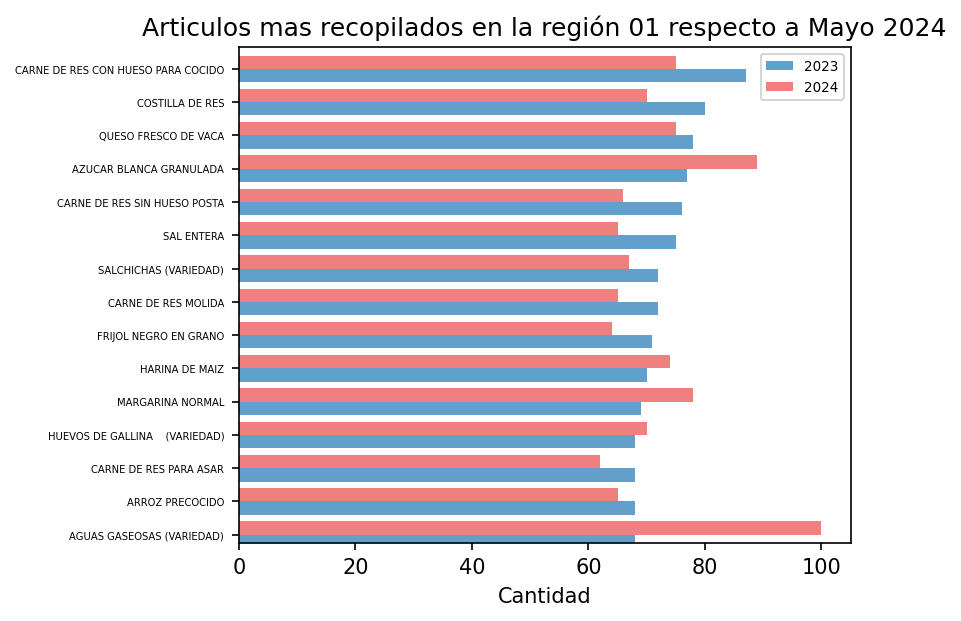 Articulos mas recopilados en la región 01 respecto a Mayo 2024
2023
2024
CARNE DE RES CON HUESO PARA COCIDO
COSTILLA DE RES
QUESO FRESCO DE VACA
AZUCAR BLANCA GRANULADA
CARNE DE RES SIN HUESO POSTA
SAL ENTERA
SALCHICHAS (VARIEDAD)
CARNE DE RES MOLIDA
FRIJOL NEGRO EN GRANO
HARINA DE MAIZ
MARGARINA NORMAL
HUEVOS DE GALLINA    (VARIEDAD)
CARNE DE RES PARA ASAR
ARROZ PRECOCIDO
AGUAS GASEOSAS (VARIEDAD)
0 20 40 60 80 100
Cantidad